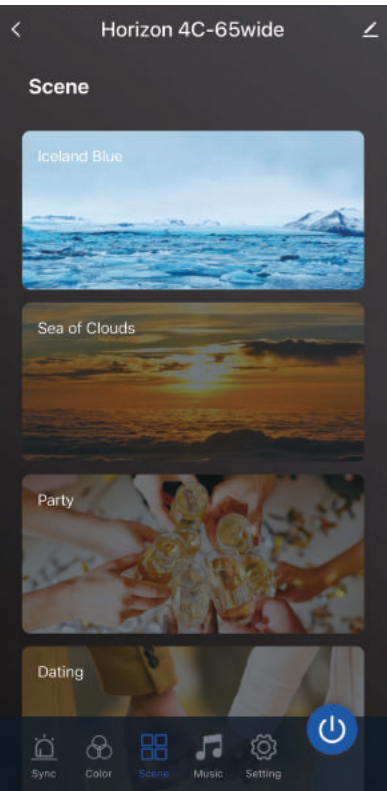 Horizon 4C-65wide
Scene
Iceland Blue
Sea of Clouds
Party
Dating
Sync Color Scene Music Setting